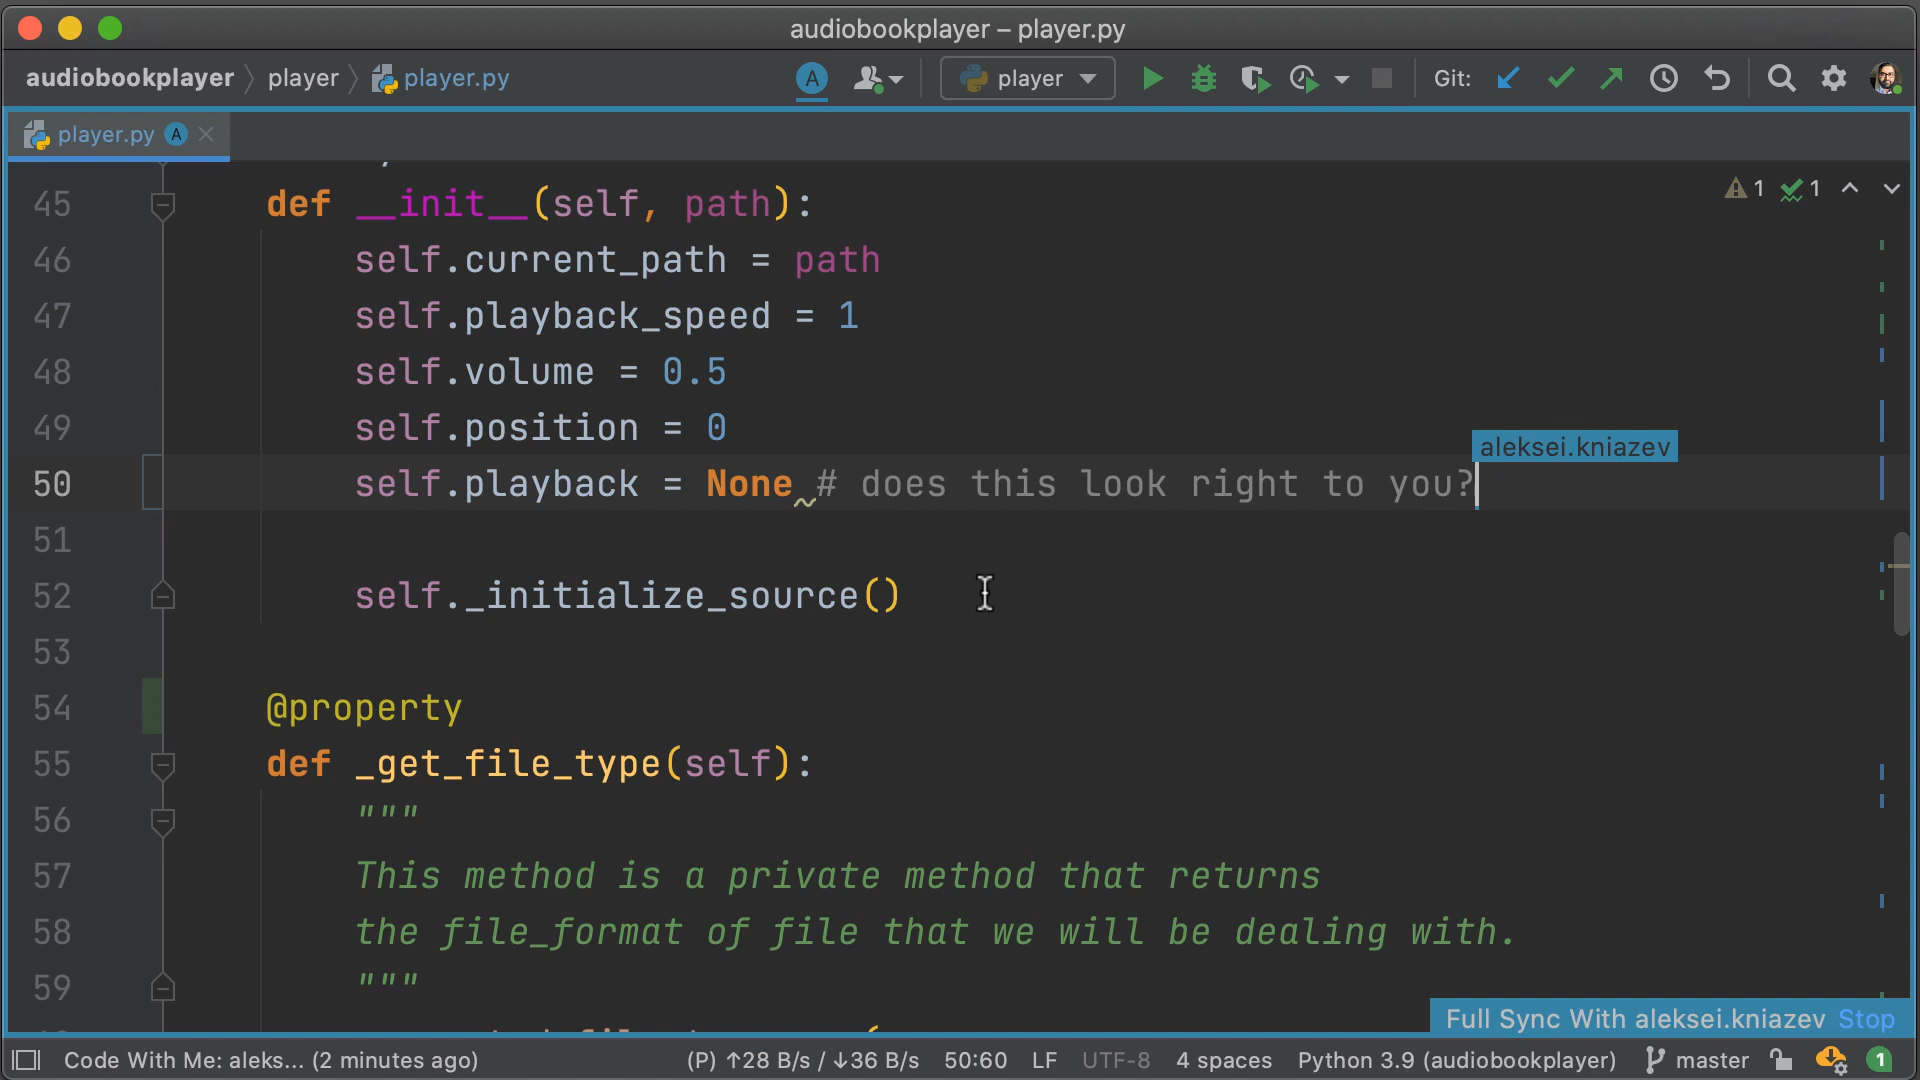 audiobookplayer – player.py
audiobookplayer player player.py A player Git:
player.py A
1 1
45 def __init__(self, path):
46 self.current_path = path
47 self.playback_speed = 1
48 self.volume = 0.5
49 self.position = 0
aleksei.kniazev
50 self.playback = None # does this look right to you?
51
52 self._initialize_source()
53
54 @property
55 def _get_file_type(self):
56 """
57 This method is a private method that returns
58 the file_format of file that we will be dealing with.
59 """
Full Sync With aleksei.kniazev Stop
Code With Me: aleks... (2 minutes ago) (P) ↑28 B/s / ↓36 B/s 50:60 LF UTF-8 4 spaces Python 3.9 (audiobookplayer) master 1